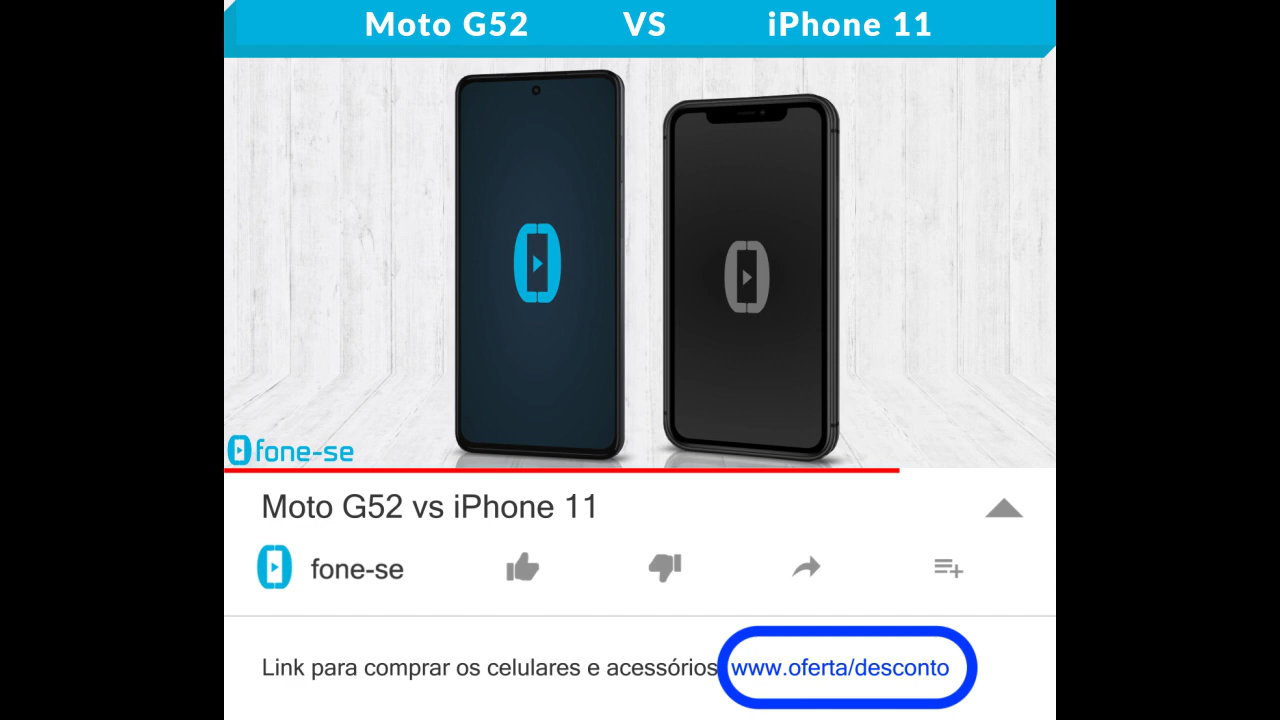 Moto G52 VS iPhone 11
fone-se
Moto G52 vs iPhone 11
fone-se
Link para comprar os celulares e acessórios www.oferta/desconto